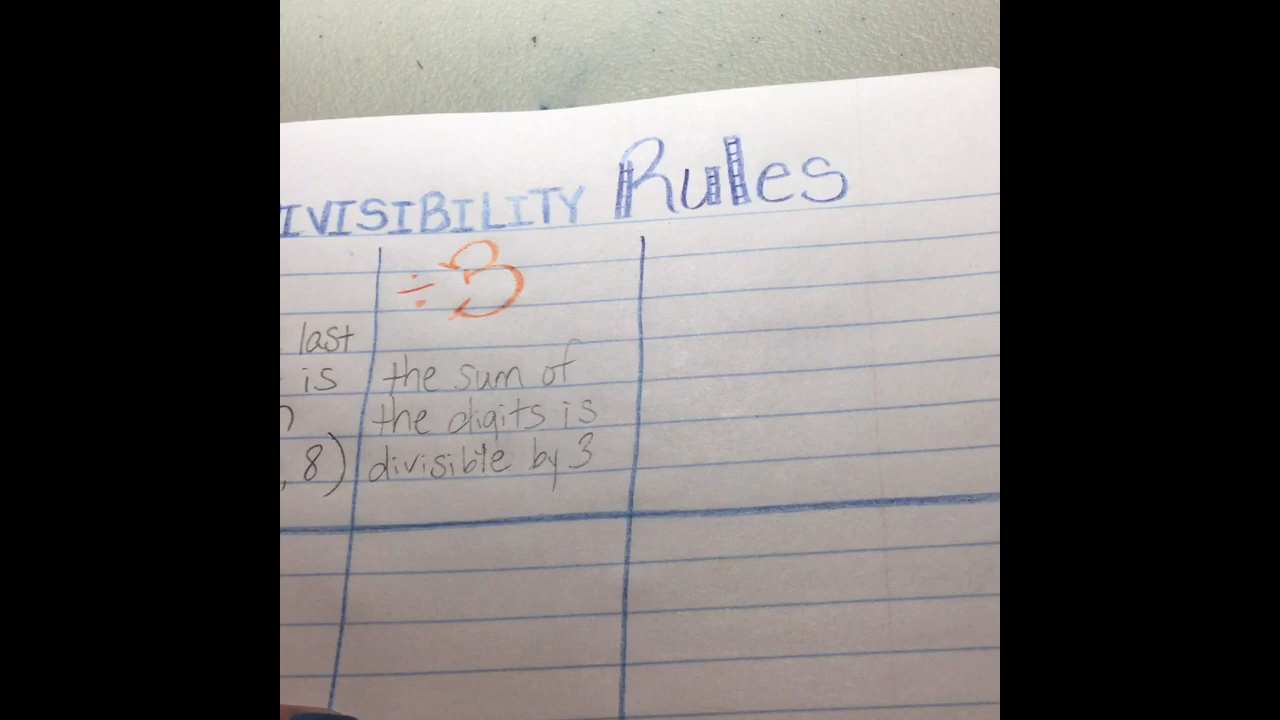 IVISIBILITY Rules
÷3
last
is
, 8)
the sum of
the digits is
divisible by 3